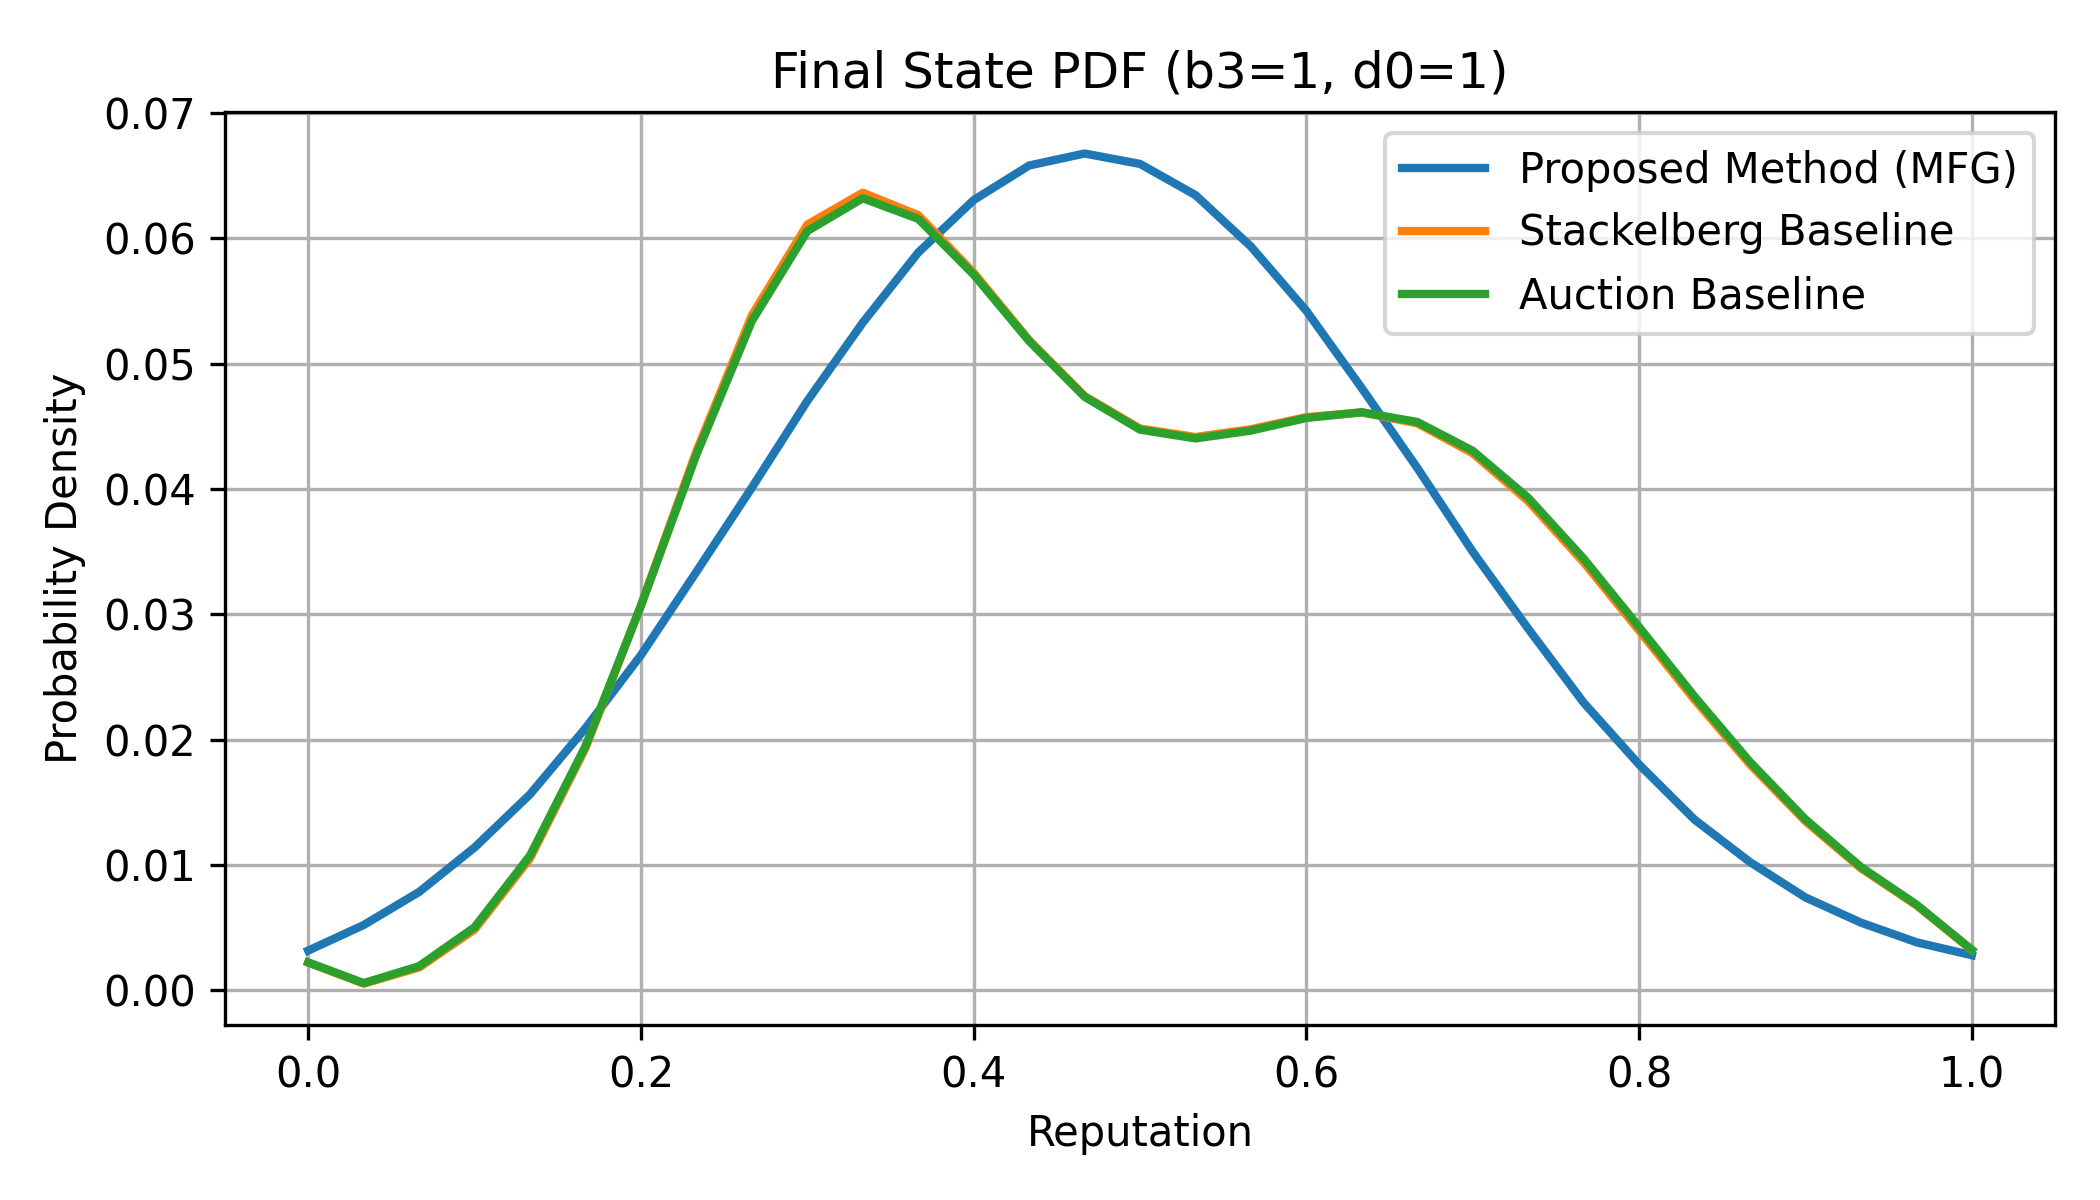 Final State PDF (b3=1, d0=1)
Proposed Method (MFG)
Stackelberg Baseline
Auction Baseline
Probability Density
0.07
0.06
0.05
0.04
0.03
0.02
0.01
0.00
0.0 0.2 0.4 0.6 0.8 1.0
Reputation